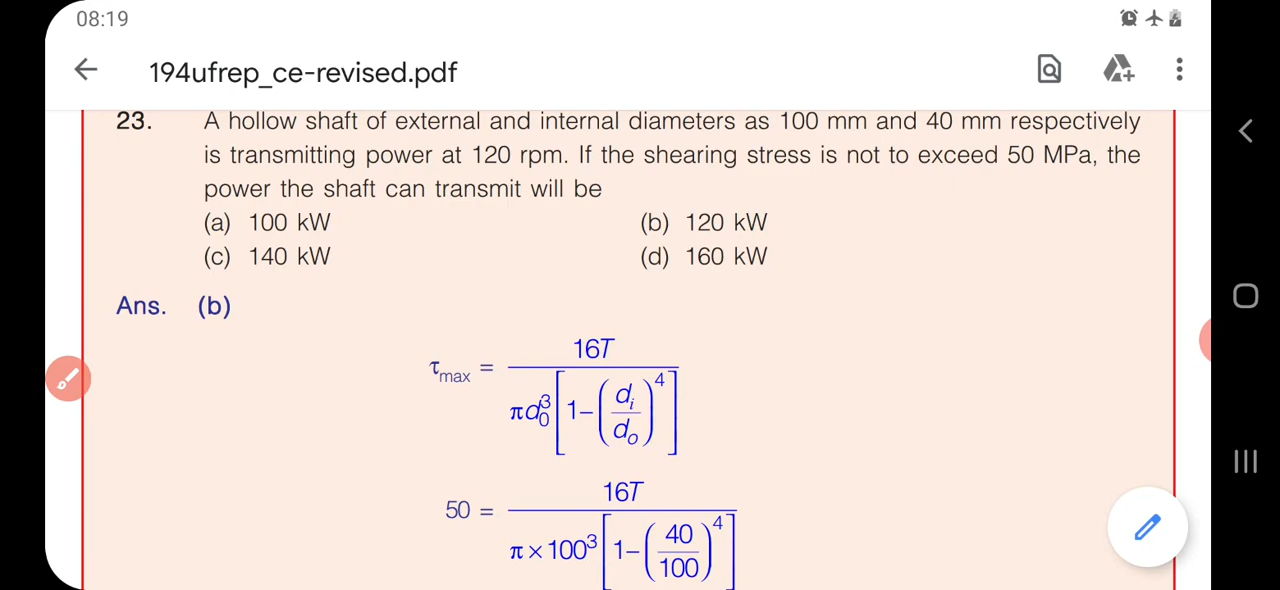 08:19
194ufrep_ce-revised.pdf
23. A hollow shaft of external and internal diameters as 100 mm and 40 mm respectively
is transmitting power at 120 rpm. If the shearing stress is not to exceed 50 MPa, the
power the shaft can transmit will be
(a) 100 kW (b) 120 kW
(c) 140 kW (d) 160 kW
Ans. (b)
τmax = 16T / πd₀³[1–(di/do)⁴]
50 = 16T / π × 100³[1–(40/100)⁴]